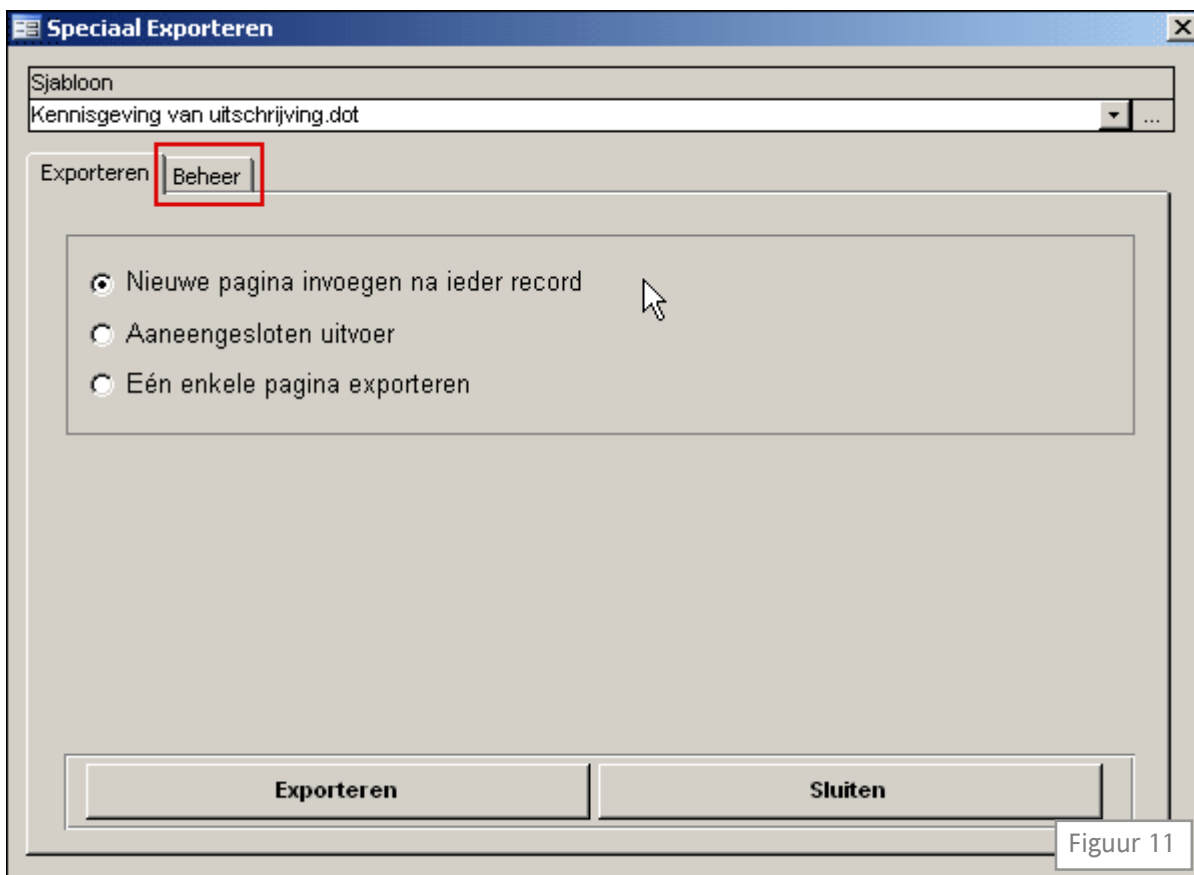 Speciaal Exporteren
Sjabloon
Kennisgeving van uitschrijving.dot
...
Exporteren
Beheer
Nieuwe pagina invoegen na ieder record
Aaneengesloten uitvoer
Eén enkele pagina exporteren
Exporteren
Sluiten
Figuur 11